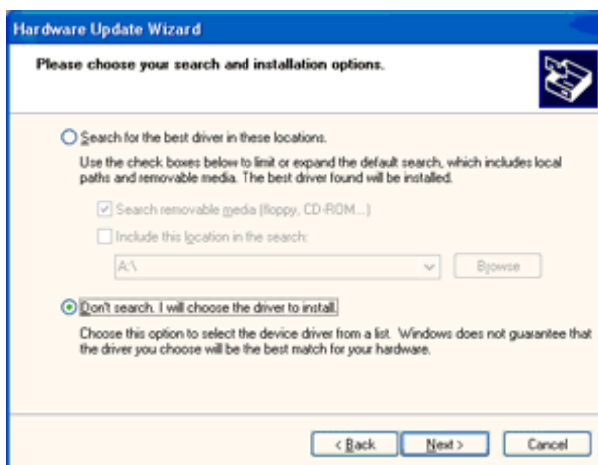 Hardware Update Wizard
Please choose your search and installation options.
Search for the best driver in these locations.
Use the check boxes below to limit or expand the default search, which includes local
paths and removable media. The best driver found will be installed.
Search removable media (floppy, CD-ROM...)
Include this location in the search:
A:\
Browse
Don't search. I will choose the driver to install.
Choose this option to select the device driver from a list. Windows does not guarantee that
the driver you choose will be the best match for your hardware.
< Back Next > Cancel